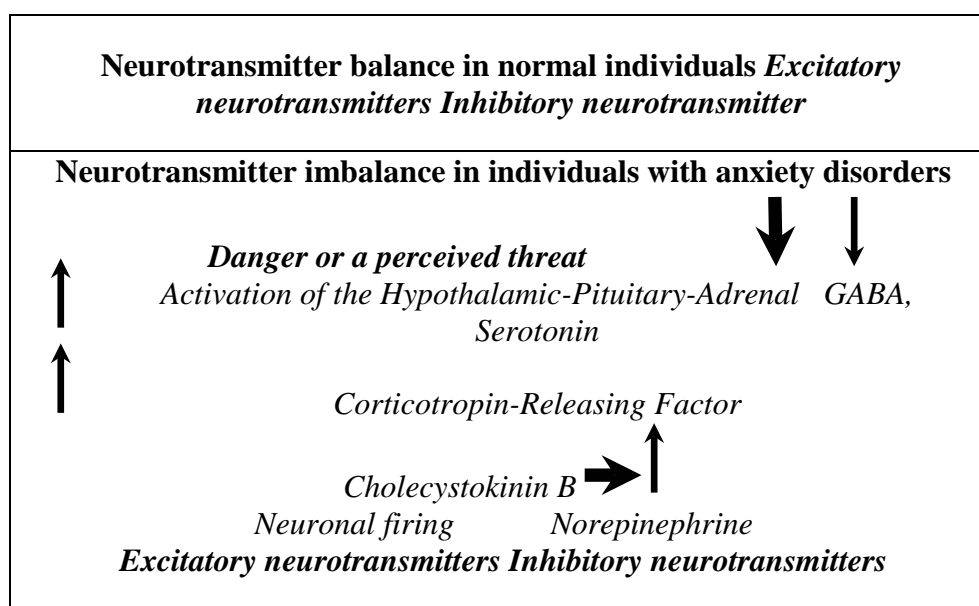 Neurotransmitter balance in normal individuals Excitatory
neurotransmitters Inhibitory neurotransmitter
Neurotransmitter imbalance in individuals with anxiety disorders
Danger or a perceived threat
Activation of the Hypothalamic-Pituitary-Adrenal GABA,
Serotonin
Corticotropin-Releasing Factor
Cholecystokinin B
Neuronal firing Norepinephrine
Excitatory neurotransmitters Inhibitory neurotransmitters